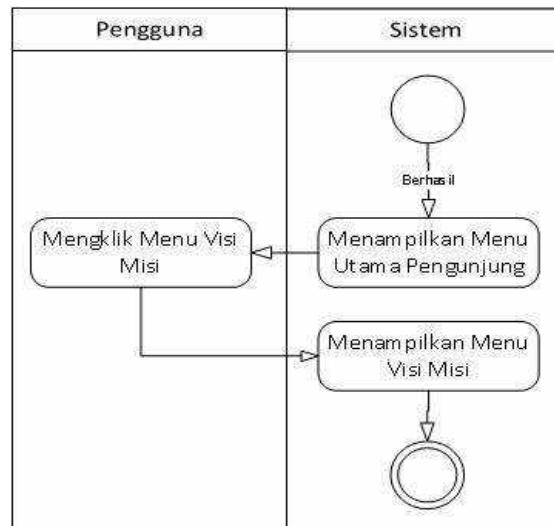 Pengguna
Sistem
Berhasil
Menampilkan Menu
Utama Pengunjung
Mengklik Menu Visi
Misi
Menampilkan Menu
Visi Misi